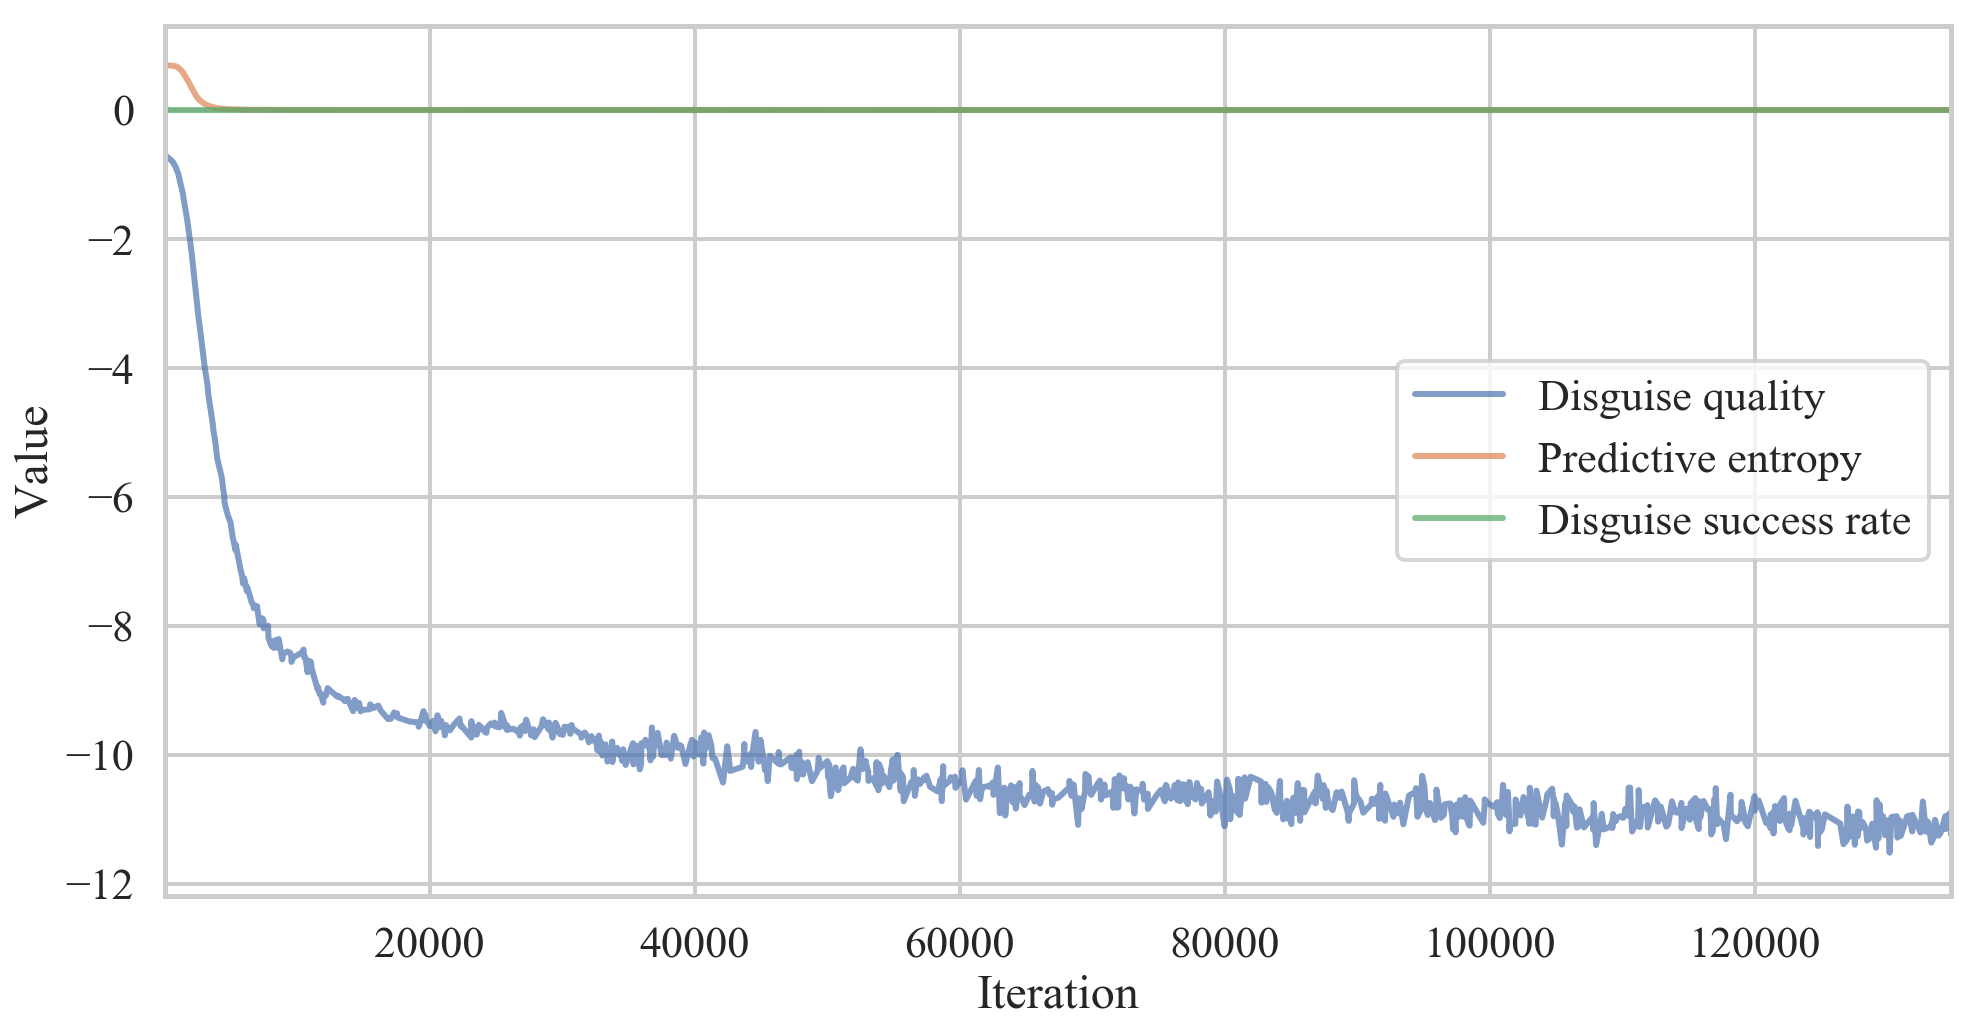 0
−2
−4
−6
−8
−10
−12
Value
Disguise quality
Predictive entropy
Disguise success rate
20000 40000 60000 80000 100000 120000
Iteration